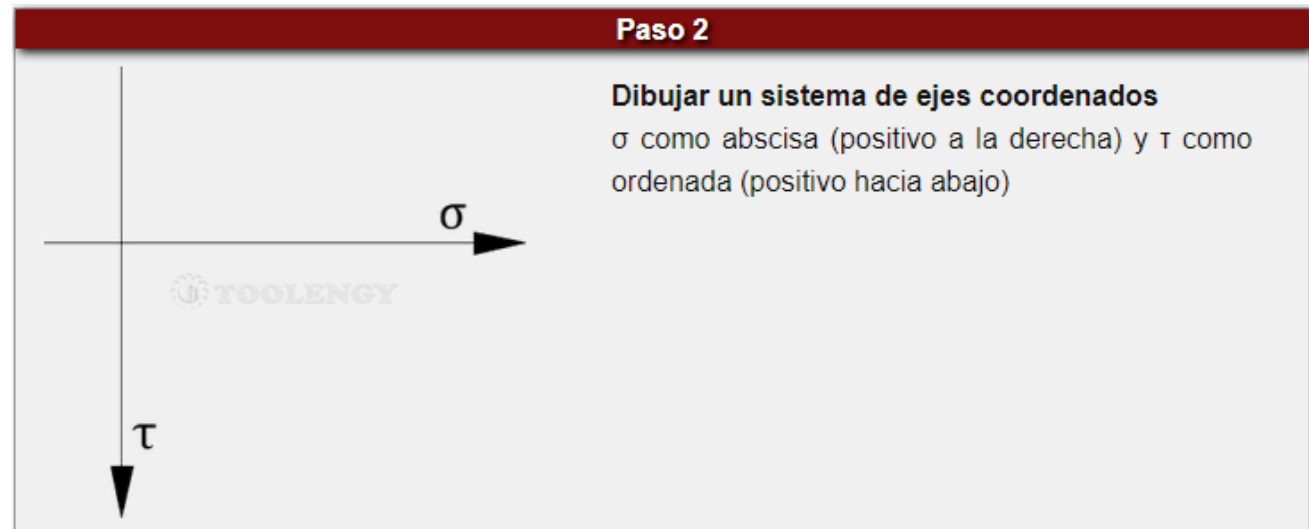 Paso 2
Dibujar un sistema de ejes coordenados
σ como abscisa (positivo a la derecha) y τ como
ordenada (positivo hacia abajo)
σ
TOOLENGY
τ